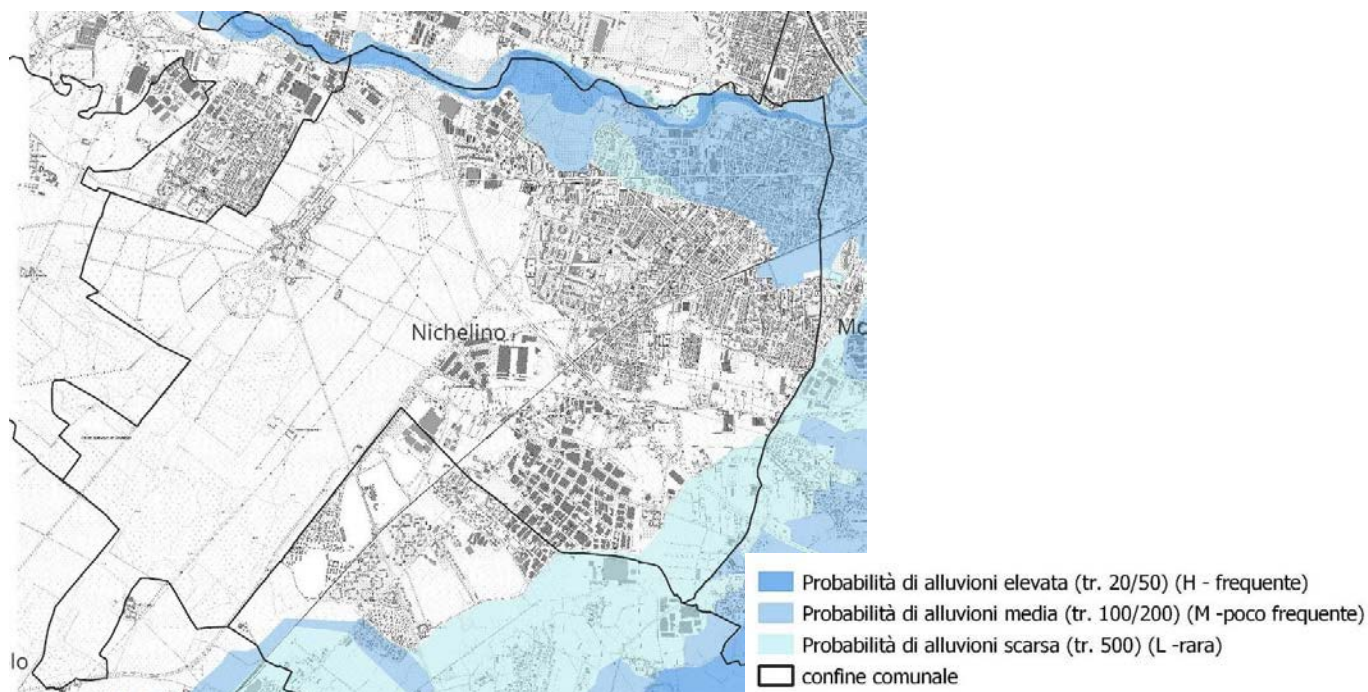 Nichelino
Mo
lo
Probabilità di alluvioni elevata (tr. 20/50) (H - frequente)
Probabilità di alluvioni media (tr. 100/200) (M -poco frequente)
Probabilità di alluvioni scarsa (tr. 500) (L -rara)
confine comunale